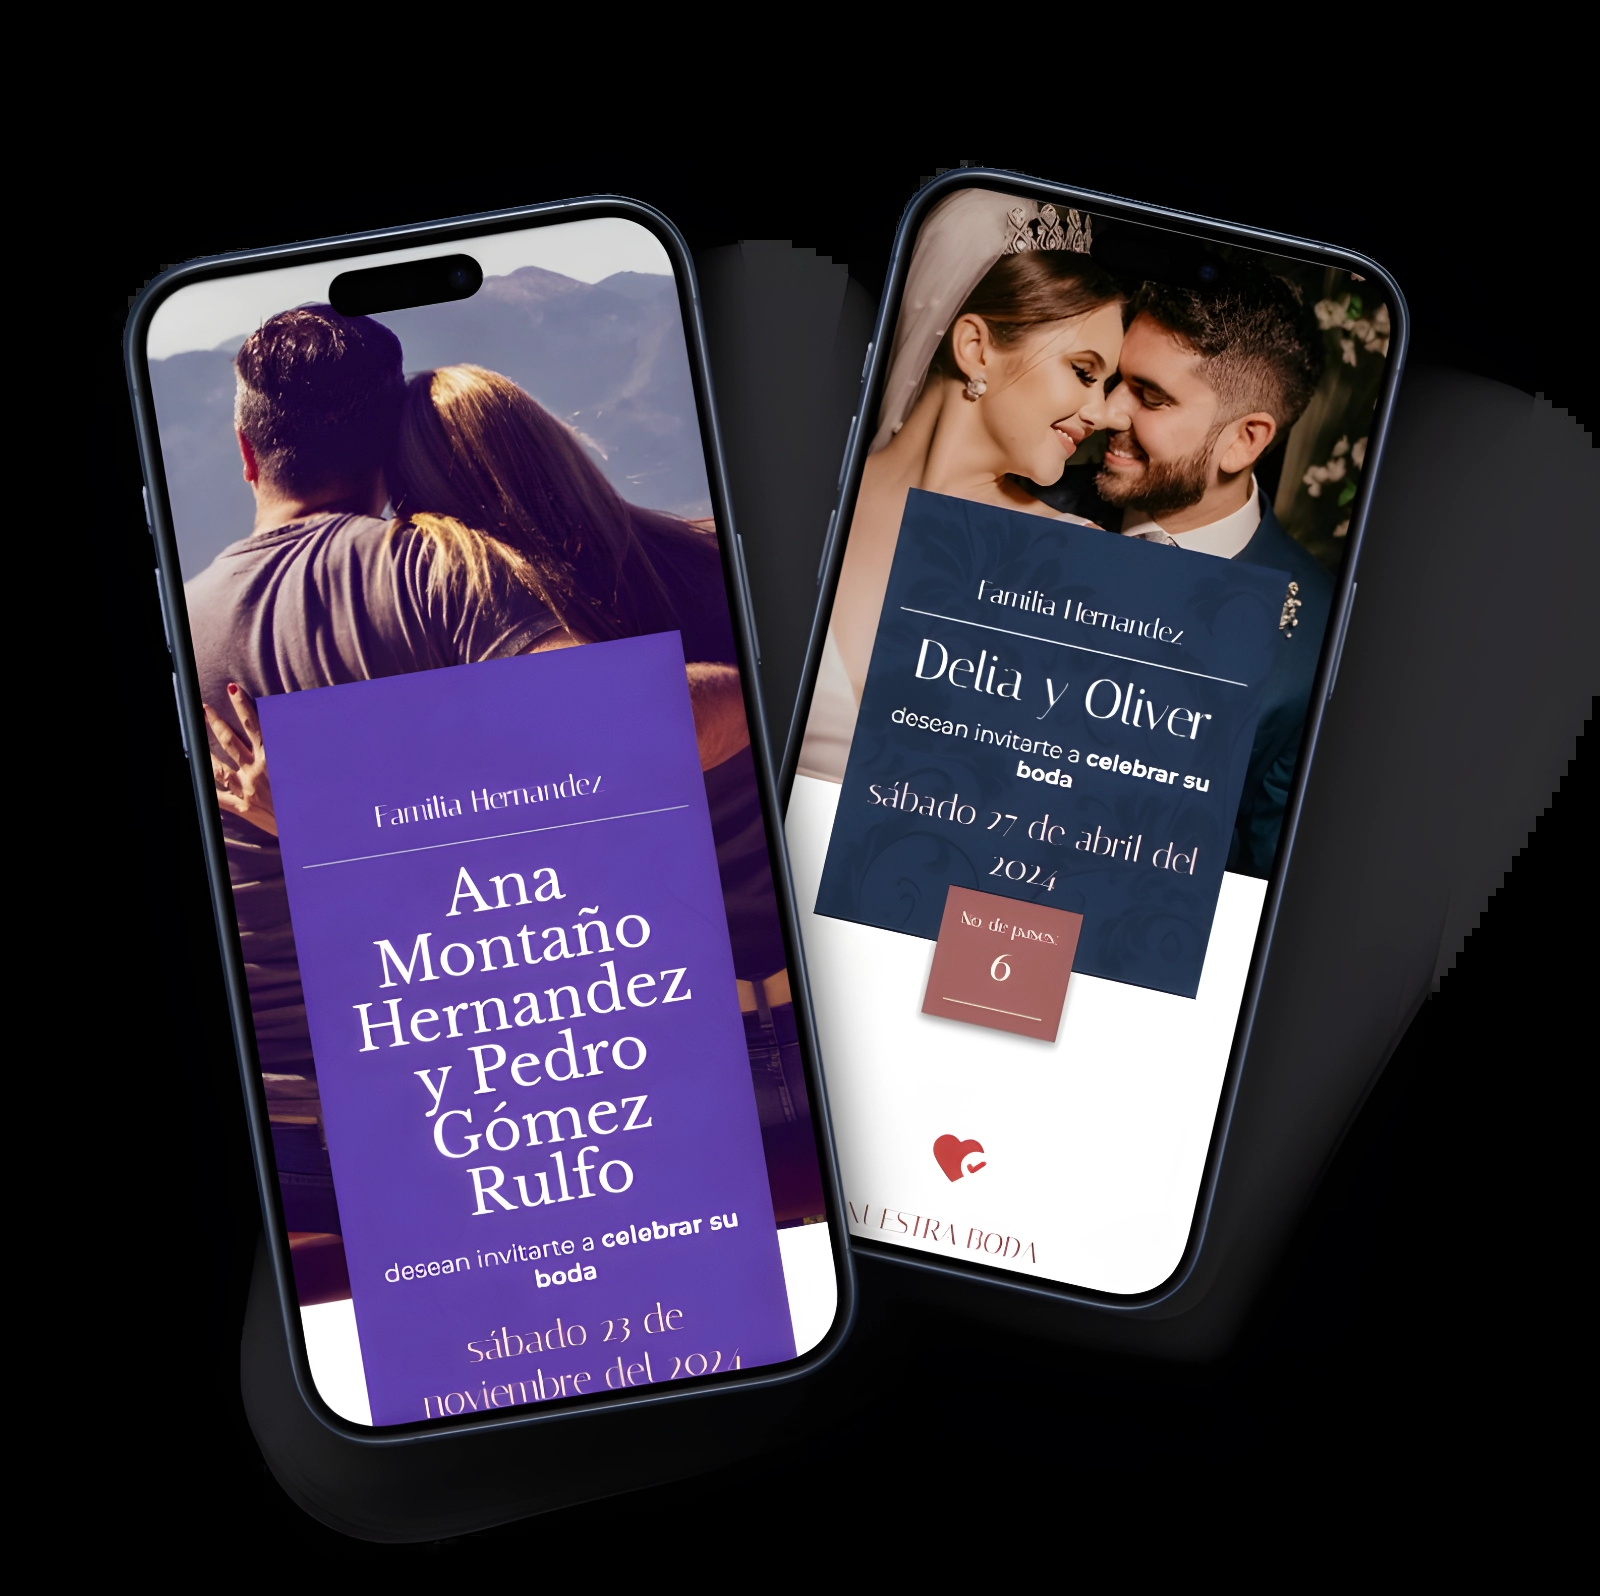 Familia Hernandez
Ana
Montaño
Hernandez
y Pedro
Gómez
Rulfo
desean invitarte a celebrar su
boda
sábado 23 de
noviembre del 2024
Familia Hernandez
Delia y Oliver
desean invitarte a celebrar su
boda
sábado 27 de abril del
2024
No. de pases:
6
NUESTRA BODA